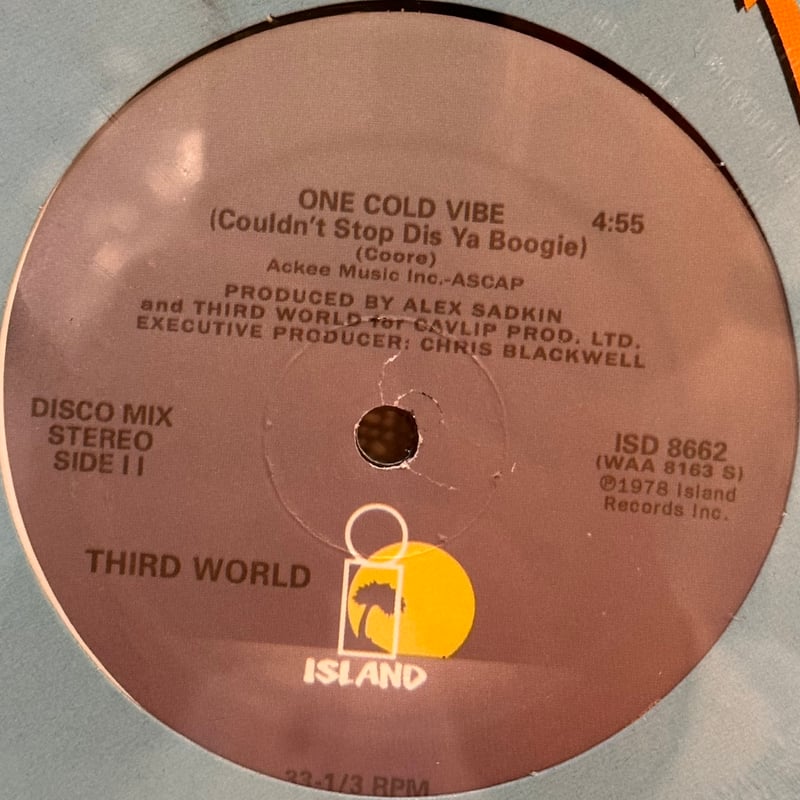 ONE COLD VIBE 4:55
(Couldn't Stop Dis Ya Boogie)
(Coore)
Ackee Music Inc.-ASCAP
PRODUCED BY ALEX SADKIN
and THIRD WORLD for CAVLIP PROD. LTD.
EXECUTIVE PRODUCER: CHRIS BLACKWELL
DISCO MIX
STEREO
SIDE II
ISD 8662
(WAA 8163 S)
℗1978 Island
Records Inc.
THIRD WORLD
ISLAND
33-1/3 RPM